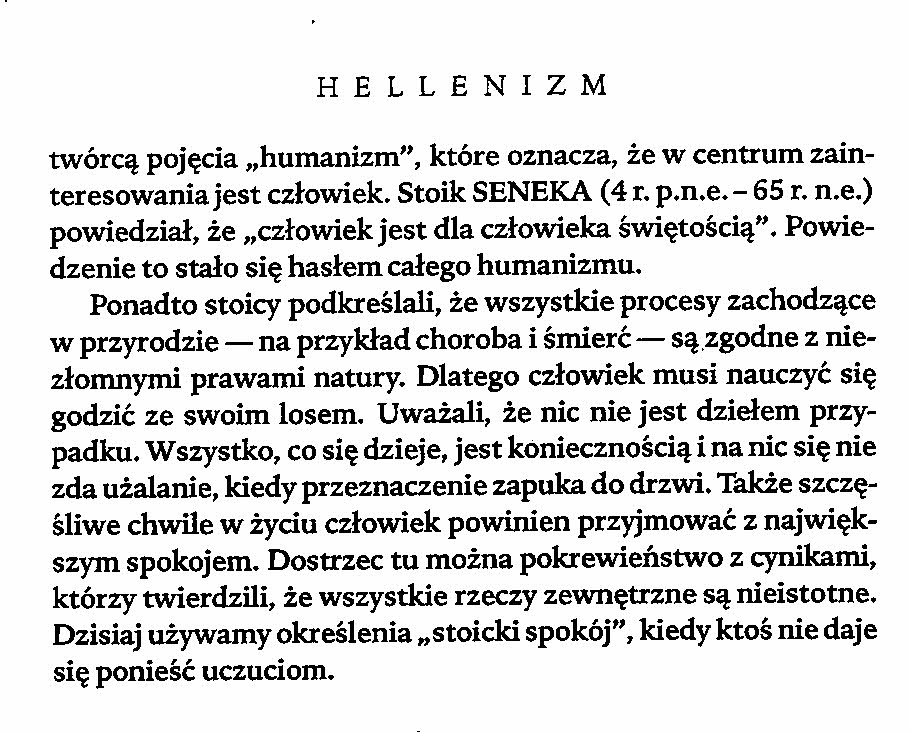 HELLENIZM
twórcą pojęcia „humanizm”, które oznacza, że w centrum zain-
teresowania jest człowiek. Stoik SENEKA (4 r. p.n.e. – 65 r. n.e.)
powiedział, że „człowiek jest dla człowieka świętością”. Powie-
dzenie to stało się hasłem całego humanizmu.
Ponadto stoicy podkreślali, że wszystkie procesy zachodzące
w przyrodzie — na przykład choroba i śmierć — są zgodne z nie-
złomnymi prawami natury. Dlatego człowiek musi nauczyć się
godzić ze swoim losem. Uważali, że nic nie jest dziełem przy-
padku. Wszystko, co się dzieje, jest koniecznością i na nic się nie
zda użalanie, kiedy przeznaczenie zapuka do drzwi. Także szczę-
śliwe chwile w życiu człowiek powinien przyjmować z najwięk-
szym spokojem. Dostrzec tu można pokrewieństwo z cynikami,
którzy twierdzili, że wszystkie rzeczy zewnętrzne są nieistotne.
Dzisiaj używamy określenia „stoicki spokój”, kiedy ktoś nie daje
się ponieść uczuciom.